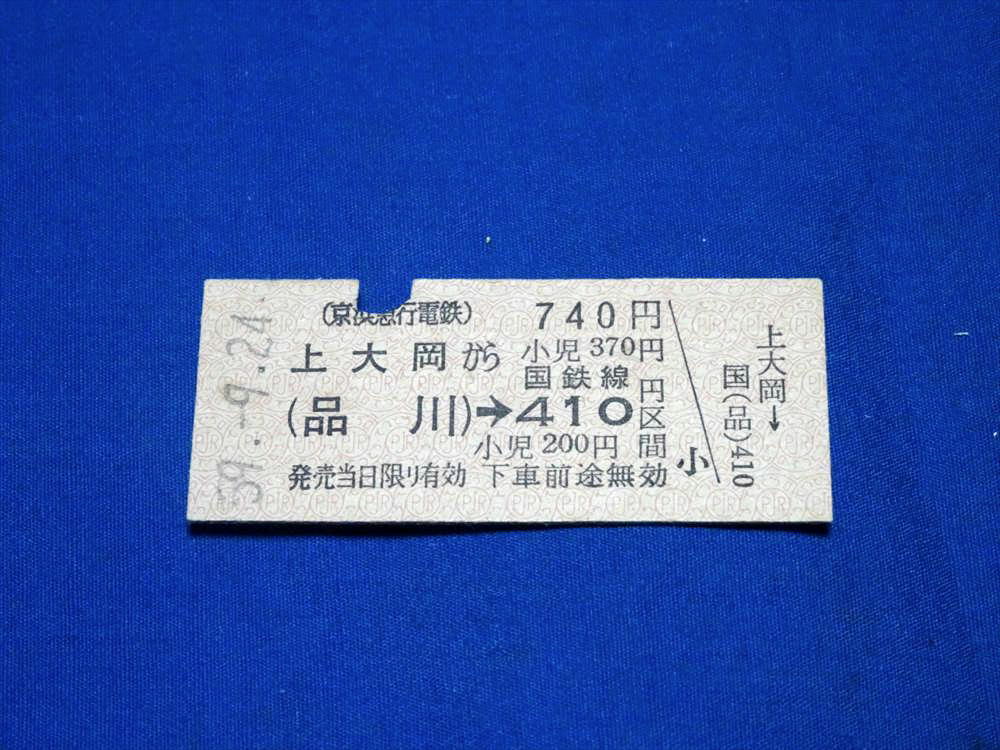 59.-9.24.
(京浜急行電鉄) 740円
上大岡から 小児370円
国鉄線
(品 川)→410円区間
小児200円
発売当日限り有効 下車前途無効
小
上大岡→
国(品)410